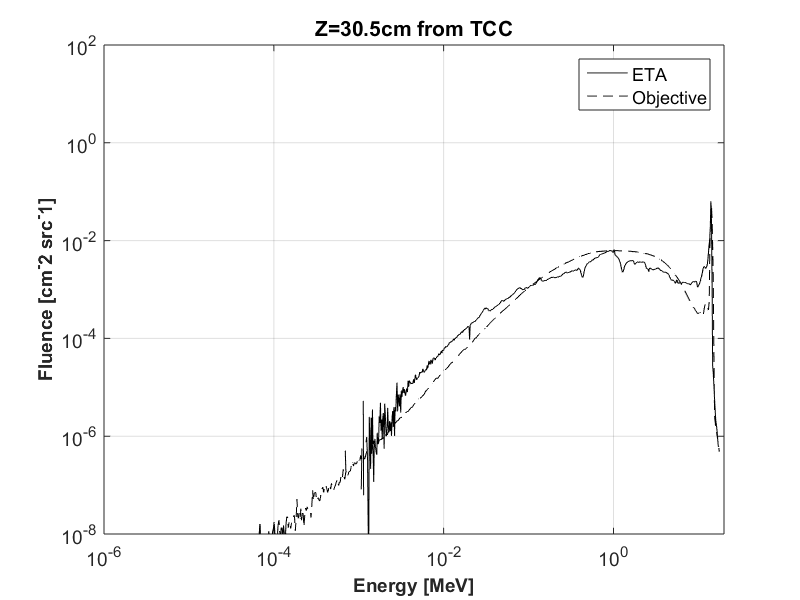 Z=30.5cm from TCC
ETA
Objective
10^2
10^0
10^-2
10^-4
10^-6
10^-8
Fluence [cm^-2 src^-1]
10^-6
10^-4
10^-2
10^0
Energy [MeV]